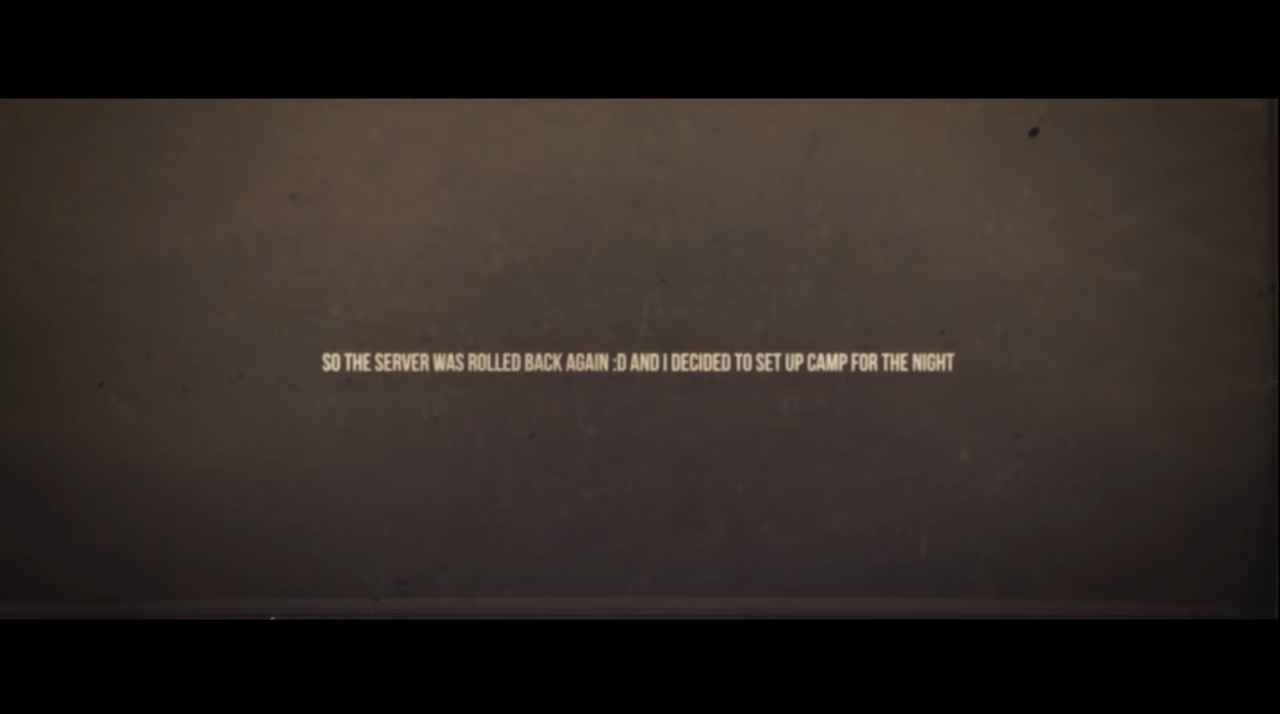 SO THE SERVER WAS ROLLED BACK AGAIN :D AND I DECIDED TO SET UP CAMP FOR THE NIGHT